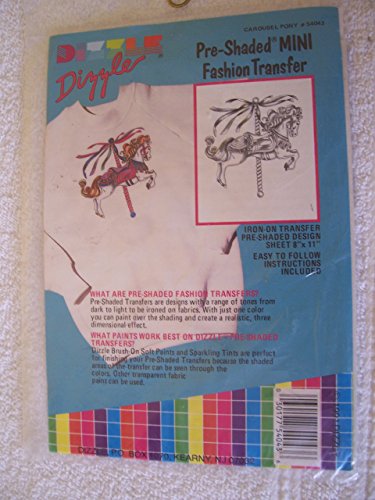 CAROUSEL PONY #54043
DIZZLE
Dizzle®
Pre-Shaded® MINI
Fashion Transfer
IRON-ON TRANSFER
PRE-SHADED DESIGN
SHEET 8" x 11"
EASY TO FOLLOW
INSTRUCTIONS
INCLUDED
WHAT ARE PRE-SHADED FASHION TRANSFERS?
Pre-Shaded Transfers are designs with a range of tones from
dark to light to be ironed on fabrics. With just one color
you can paint over the shading and create a realistic, three
dimensional effect.
WHAT PAINTS WORK BEST ON DIZZLE PRE-SHADED
TRANSFERS?
Dizzle Brush-On Soft Paints and Sparkling Tints are perfect
for finishing your Pre-Shaded Transfers because the shaded
areas of the transfer can be seen through the
colors. Other transparent fabric
paint can be used.
DIZZLE, P.O. BOX KEARNY, NJ